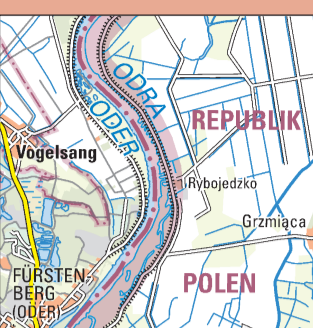 ODRA
ODER
REPUBLIK
Vogelsang
Rybojedzko
Grzmiąca
FÜRSTEN-
BERG
(ODER)
POLEN